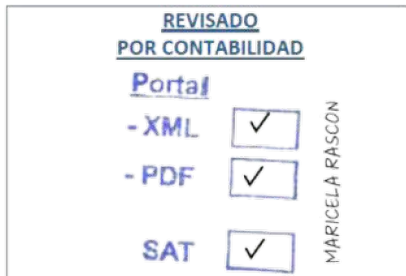 REVISADO
POR CONTABILIDAD
Portal
- XML ✓
- PDF ✓
SAT ✓
MARICELA RASCON